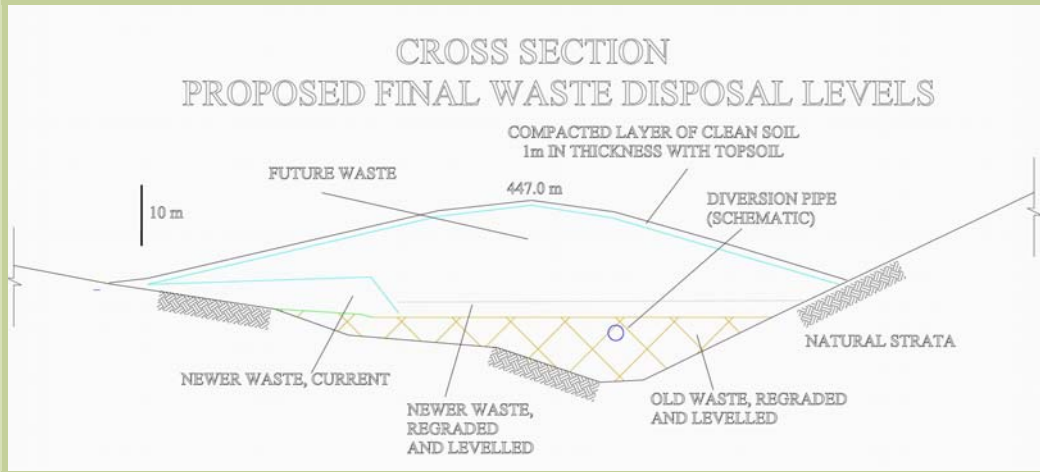 CROSS SECTION
PROPOSED FINAL WASTE DISPOSAL LEVELS
COMPACTED LAYER OF CLEAN SOIL
1m IN THICKNESS WITH TOPSOIL
FUTURE WASTE
447.0 m
DIVERSION PIPE
(SCHEMATIC)
10 m
NATURAL STRATA
NEWER WASTE, CURRENT
NEWER WASTE,
REGRADED
AND LEVELLED
OLD WASTE, REGRADED
AND LEVELLED